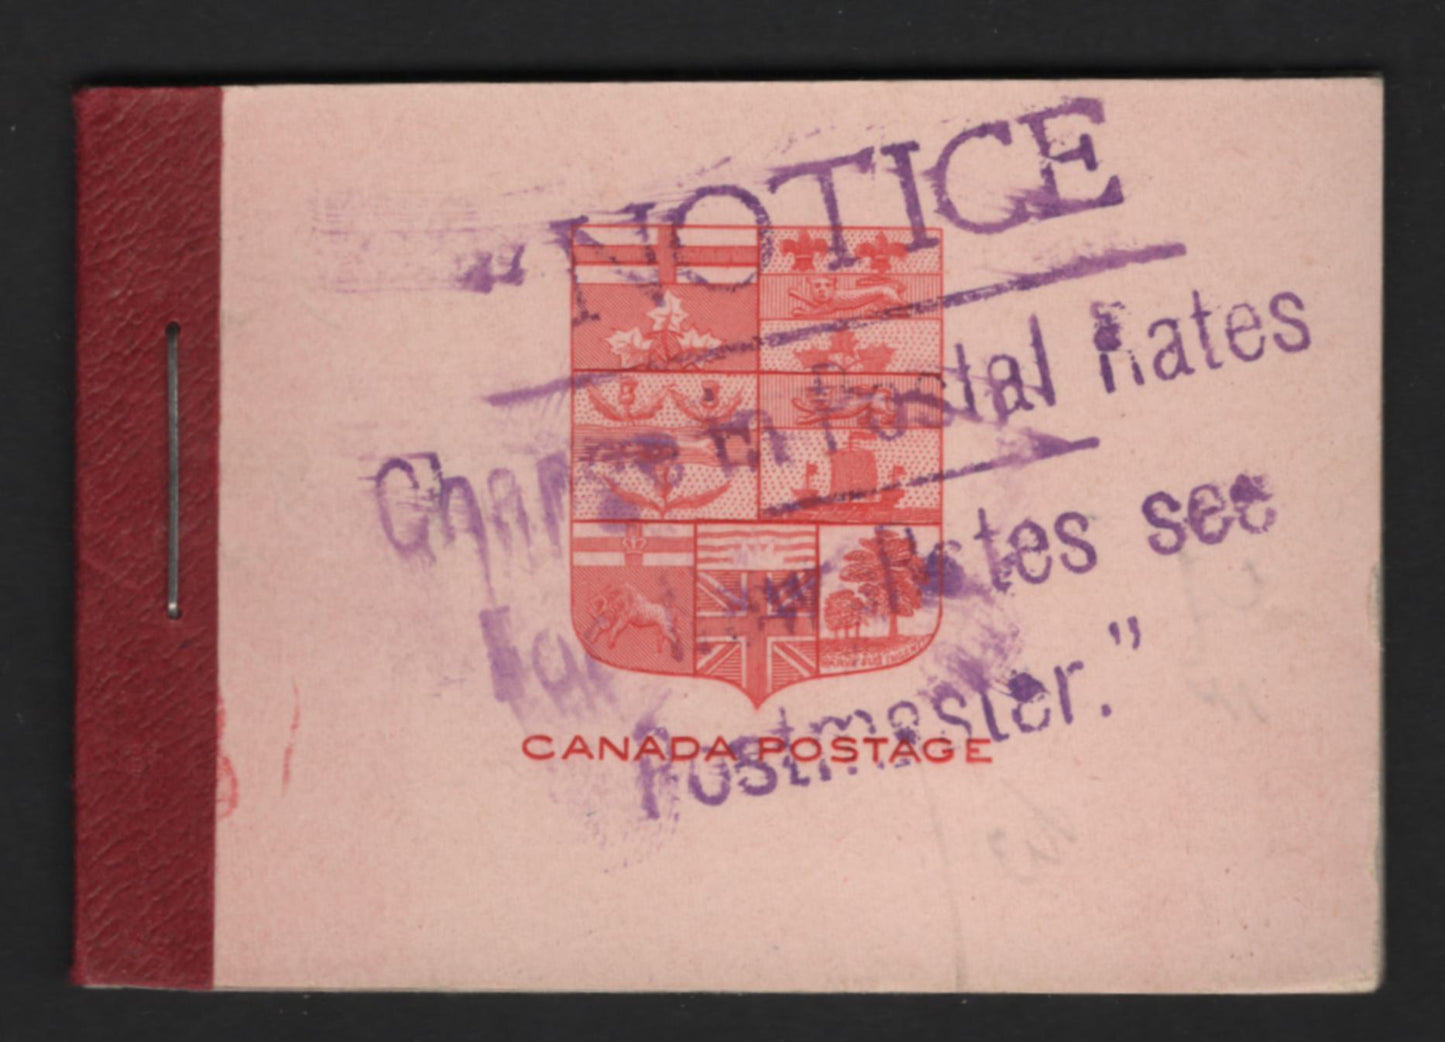 "NOTICE
Change in Postal Rates
Rates see
Postmaster."
CANADA POSTAGE